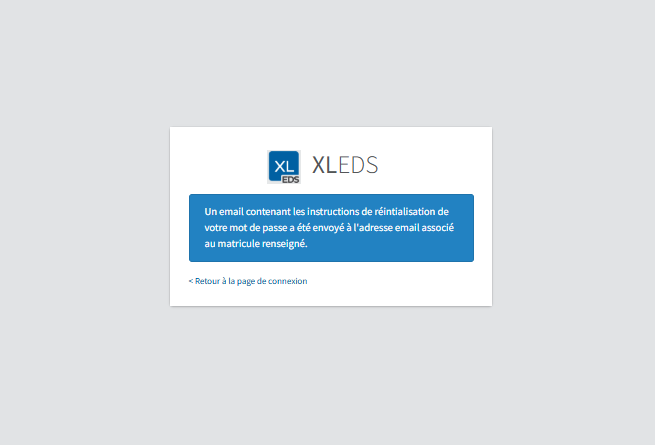 XL
EDS
XLEDS
Un email contenant les instructions de réintialisation de
votre mot de passe a été envoyé à l'adresse email associé
au matricule renseigné.
< Retour à la page de connexion